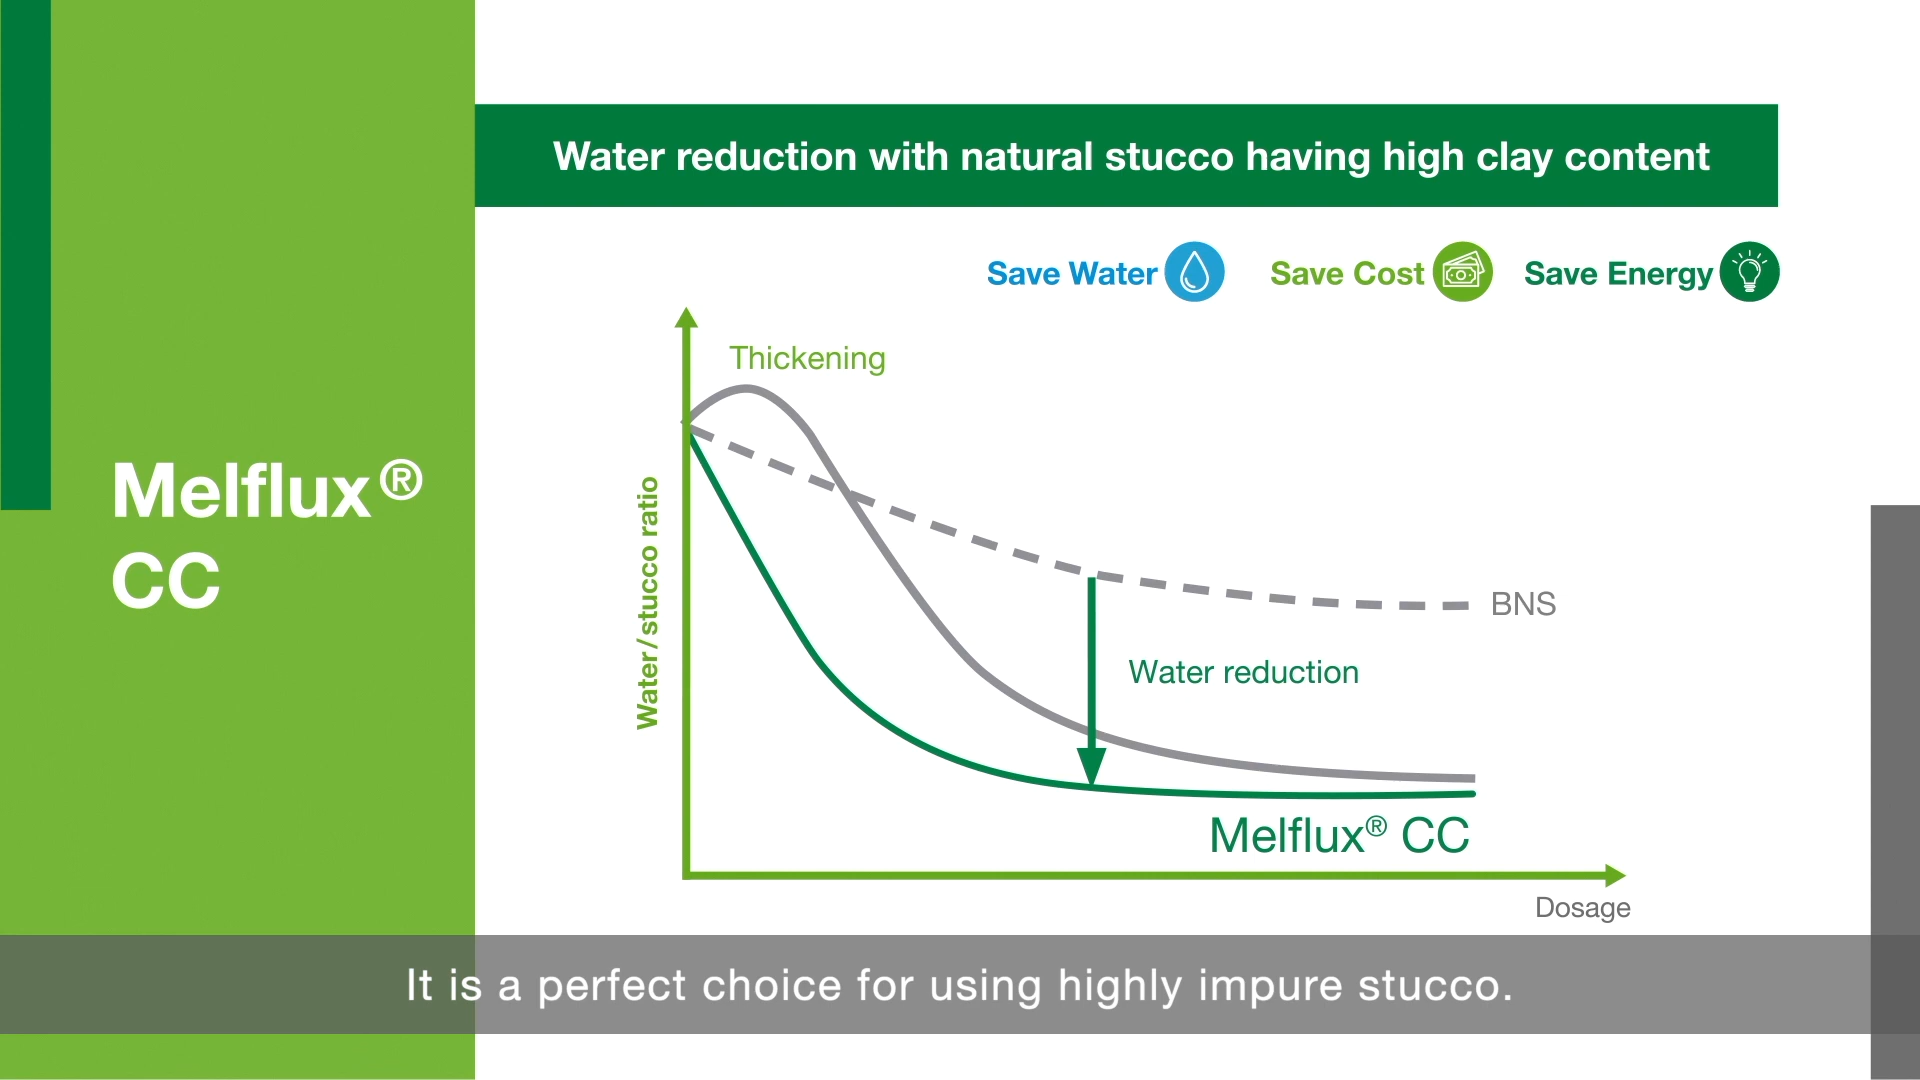 Melflux®
CC
Water reduction with natural stucco having high clay content
Save Water
Save Cost
Save Energy
Thickening
Water/stucco ratio
BNS
Water reduction
Melflux® CC
Dosage
It is a perfect choice for using highly impure stucco.